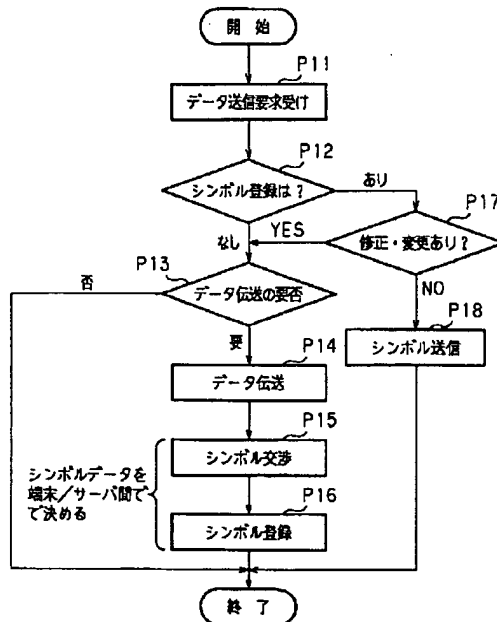 開始
P11
データ送信要求受け
P12
シンボル登録は？
あり
P17
なし
YES
修正・変更あり？
P13
否
データ伝送の要否
NO
要
P18
シンボル送信
P14
データ伝送
P15
シンボル交渉
シンボルデータを
端末／サーバ間で
で決める
P16
シンボル登録
終了